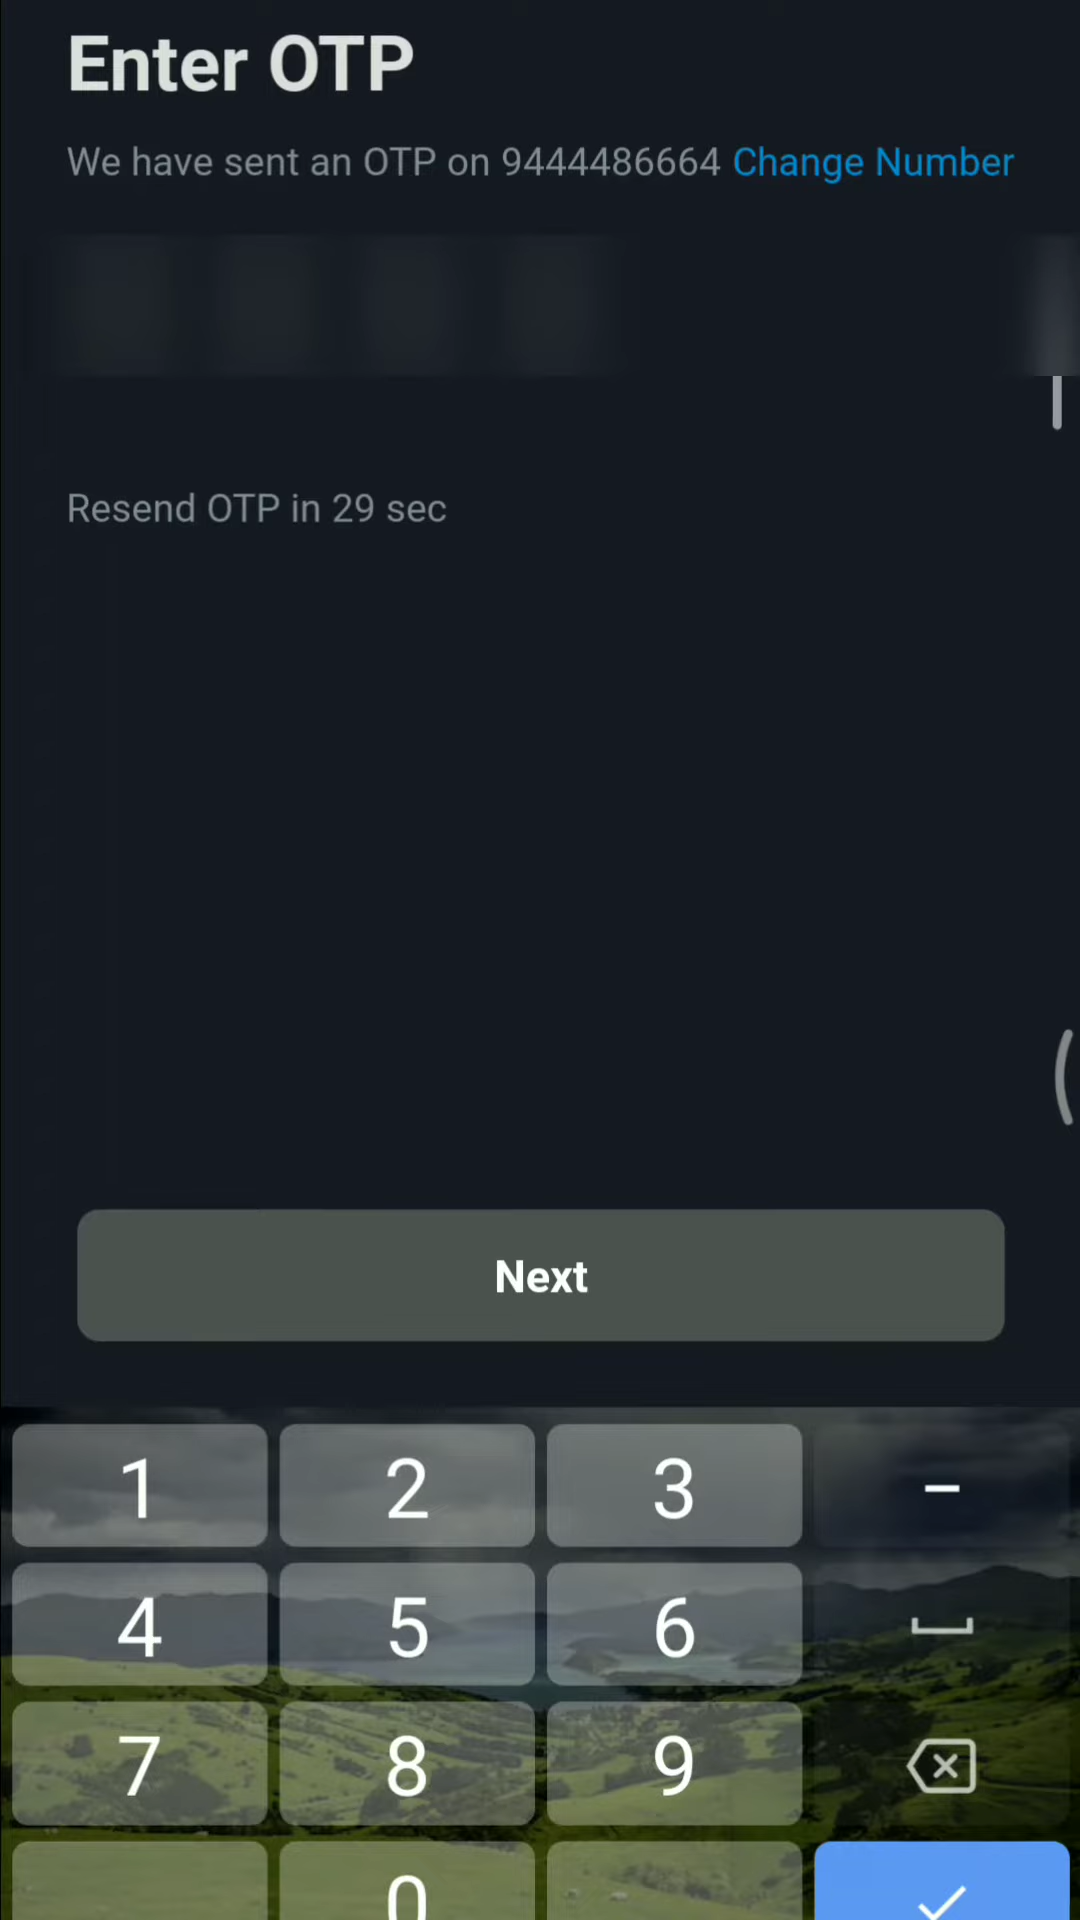 Enter OTP
We have sent an OTP on 9444486664 Change Number
Resend OTP in 29 sec
Next
1 2 3 –
4 5 6
7 8 9
0